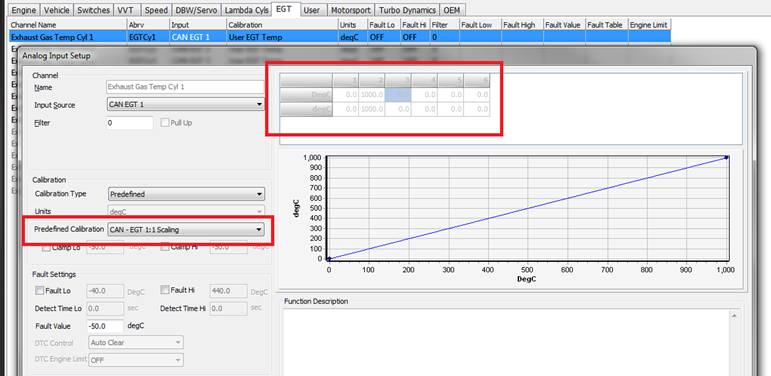 Engine Vehicle Switches VVT Speed DBW/Servo Lambda Cyls EGT User Motorsport Turbo Dynamics OEM
Channel Name Abrv Input Calibration Units Fault Lo Fault Hi Filter Fault Low Fault High Fault Value Fault Table Engine Limit
Exhaust Gas Temp Cyl 1 EGTCy1 CAN EGT 1 User EGT Temp degC OFF OFF 0
Analog Input Setup
Channel
Name Exhaust Gas Temp Cyl 1
Input Source CAN EGT 1
Filter 0 Pull Up
1 2 3 4 5 6
DegC 0.0 1000.0 0.0 0.0 0.0
degC 0.0 1000.0 0.0 0.0 0.0 0.0
Calibration
Calibration Type Predefined
Units degC
Predefined Calibration CAN - EGT 1:1 Scaling
Clamp Lo -50.0 degC Clamp Hi -50.0 degC
1,000
900
800
700
600
500
400
300
200
100
0
degC
0 100 200 300 400 500 600 700 800 900 1,000
DegC
Fault Settings
Fault Lo -40.0 DegC Fault Hi 440.0 DegC
Detect Time Lo 0.0 sec Detect Time Hi 0.0 sec
Fault Value -50.0 degC
DTC Control Auto Clear
DTC Engine Limit OFF
Function Description